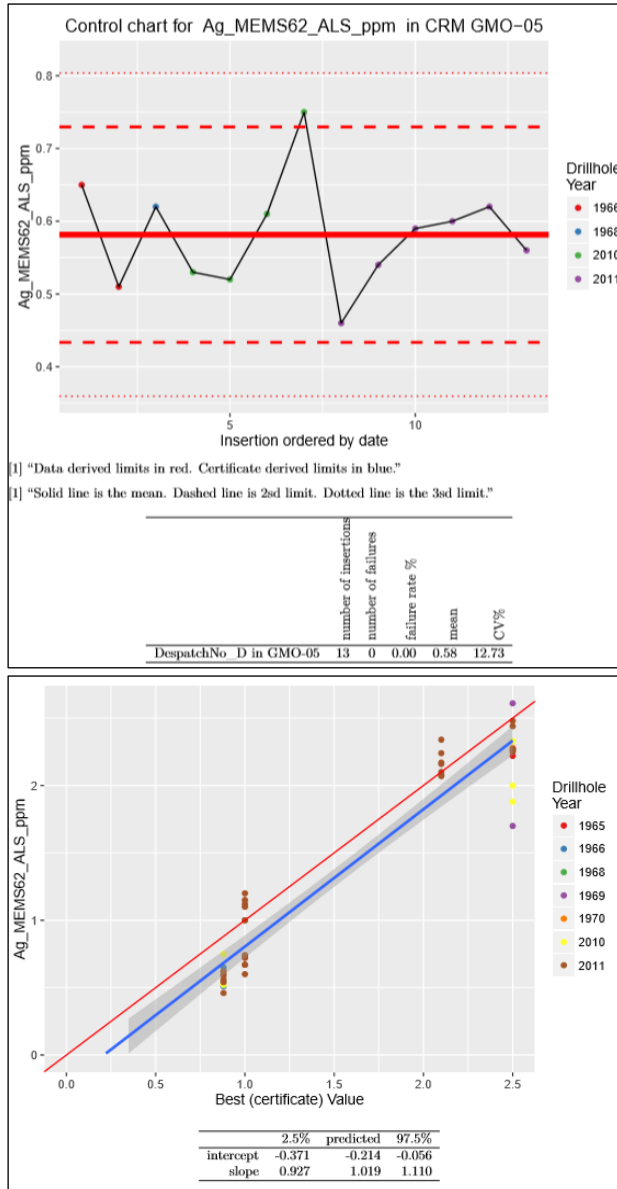 Control chart for Ag_MEMS62_ALS_ppm in CRM GMO−05
0.8
0.7
0.6
0.5
0.4
Ag_MEMS62_ALS_ppm
5
10
Insertion ordered by date
Drillhole
Year
1966
1968
2010
2011
[1] “Data derived limits in red. Certificate derived limits in blue.”
[1] “Solid line is the mean. Dashed line is 2sd limit. Dotted line is the 3sd limit.”
number of insertions
number of failures
failure rate %
mean
CV%
DespatchNo_D in GMO-05 13 0 0.00 0.58 12.73
2
1
0
Ag_MEMS62_ALS_ppm
0.0
0.5
1.0
1.5
2.0
2.5
Best (certificate) Value
Drillhole
Year
1965
1966
1968
1969
1970
2010
2011
2.5% predicted 97.5%
intercept -0.371 -0.214 -0.056
slope 0.927 1.019 1.110